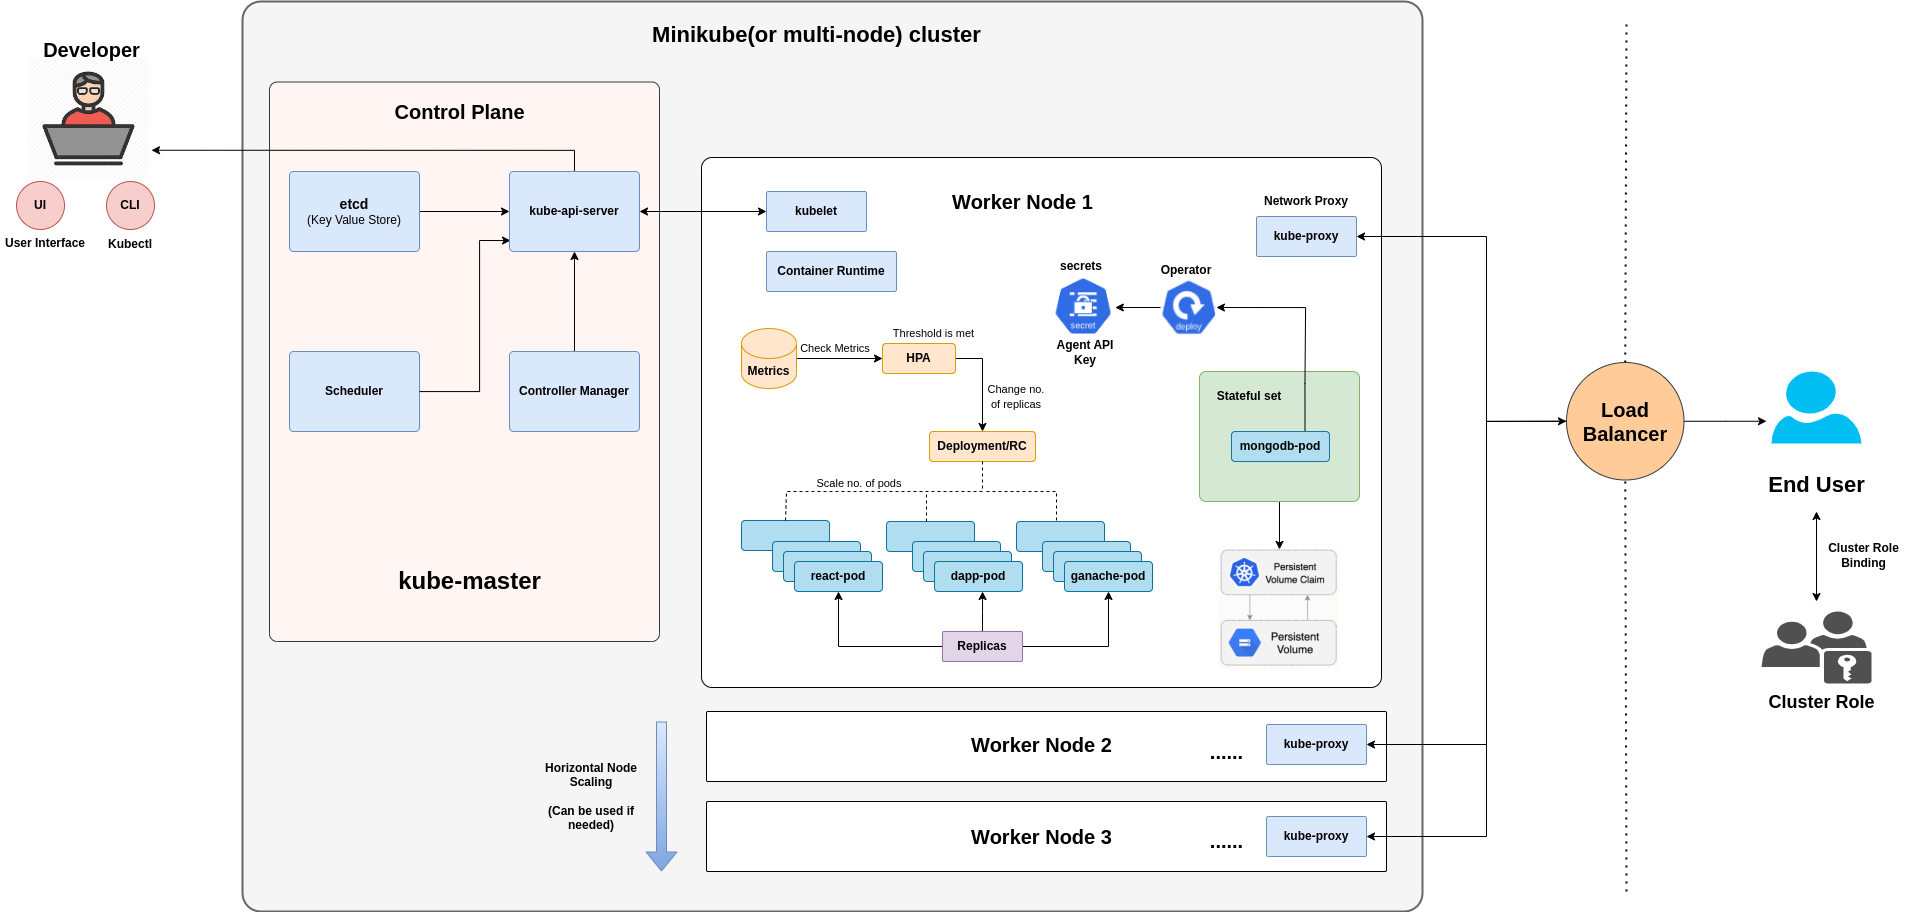 Minikube(or multi-node) cluster
Developer
UI
CLI
User Interface
Kubectl
Control Plane
etcd
(Key Value Store)
kube-api-server
Scheduler
Controller Manager
kube-master
Worker Node 1
kubelet
Container Runtime
Network Proxy
kube-proxy
secrets
Operator
secret
deploy
Agent API
Key
Metrics
Check Metrics
Threshold is met
HPA
Change no.
of replicas
Deployment/RC
Scale no. of pods
react-pod
dapp-pod
ganache-pod
Replicas
Stateful set
mongodb-pod
Persistent
Volume Claim
Persistent
Volume
Horizontal Node
Scaling
(Can be used if
needed)
Worker Node 2
......
kube-proxy
Worker Node 3
......
kube-proxy
Load
Balancer
End User
Cluster Role
Binding
Cluster Role